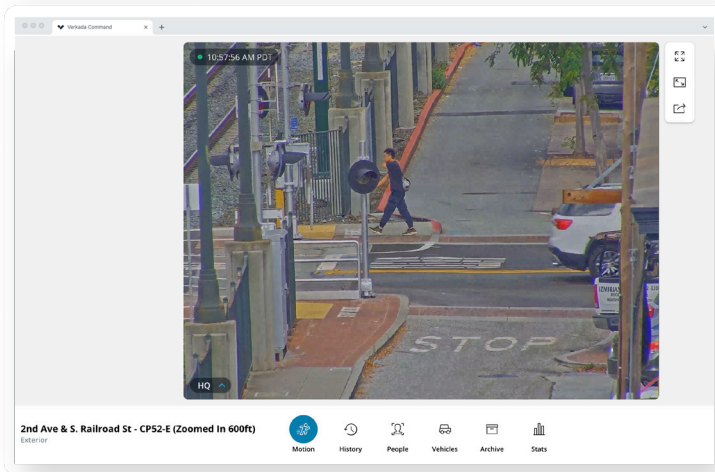 Verkada Command
10:57:56 AM PDT
STOP
HQ
2nd Ave & S. Railroad St - CP52-E (Zoomed In 600ft)
Exterior
Motion
History
People
Vehicles
Archive
Stats